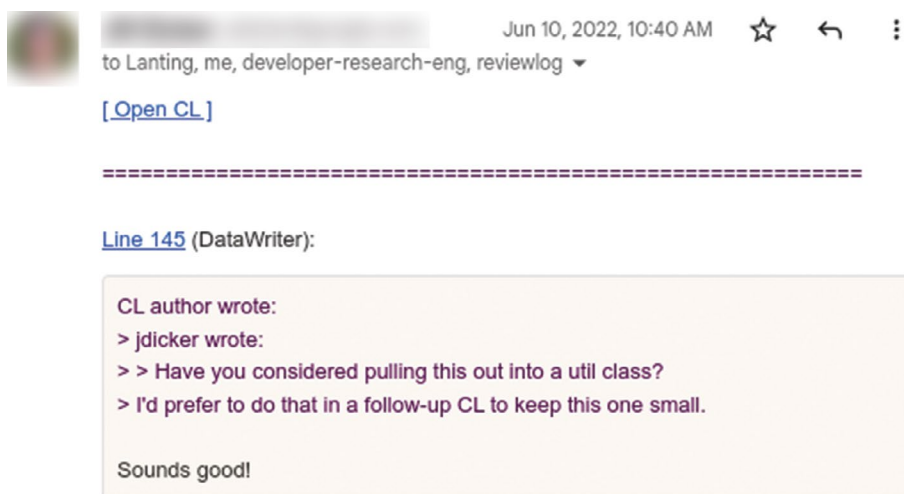 Jun 10, 2022, 10:40 AM
to Lanting, me, developer-research-eng, reviewlog
[ Open CL ]
============================================================
Line 145 (DataWriter):
CL author wrote:
> jdicker wrote:
> > Have you considered pulling this out into a util class?
> I'd prefer to do that in a follow-up CL to keep this one small.
Sounds good!